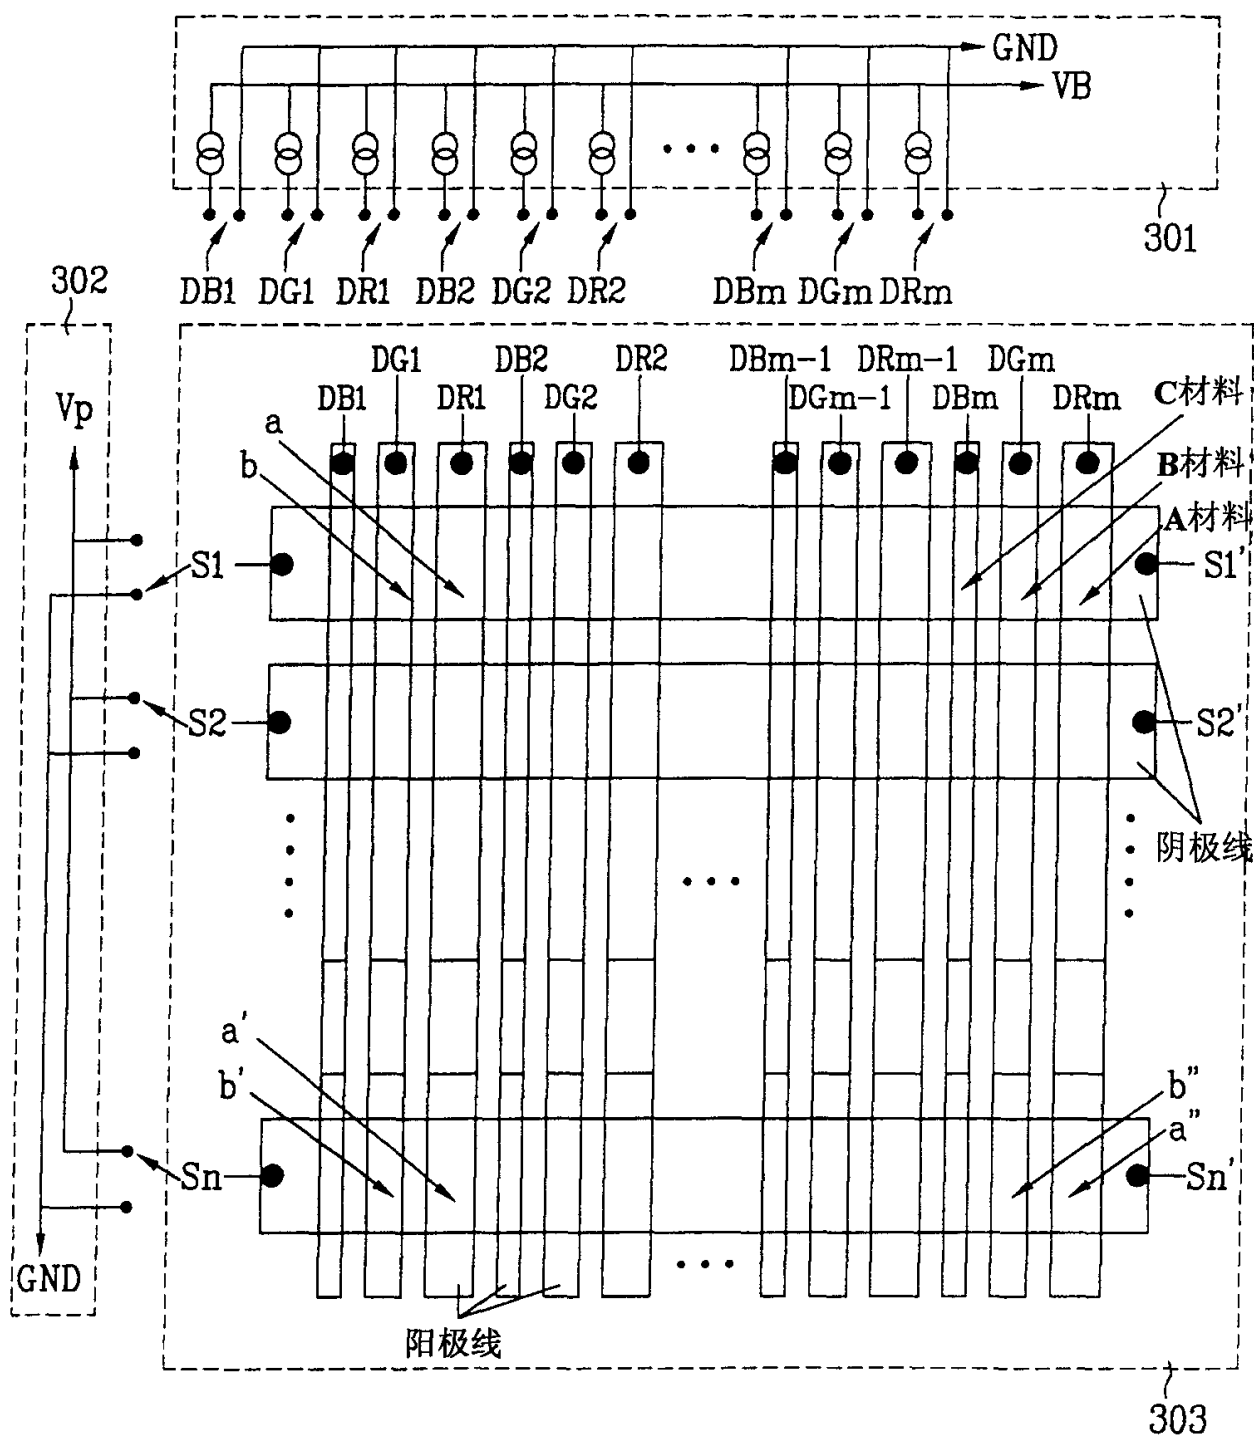 GND
VB
301
DB1 DG1 DR1 DB2 DG2 DR2 DBm DGm DRm
302
DG1 DB2 DR2 DBm-1 DRm-1 DGm
DB1 DR1 DG2 DGm-1 DBm DRm
C材料
Vp
a
b
B材料
A材料
S1 S1'
S2 S2'
阴极线
a'
b'
b"
a"
Sn Sn'
GND
阳极线
303